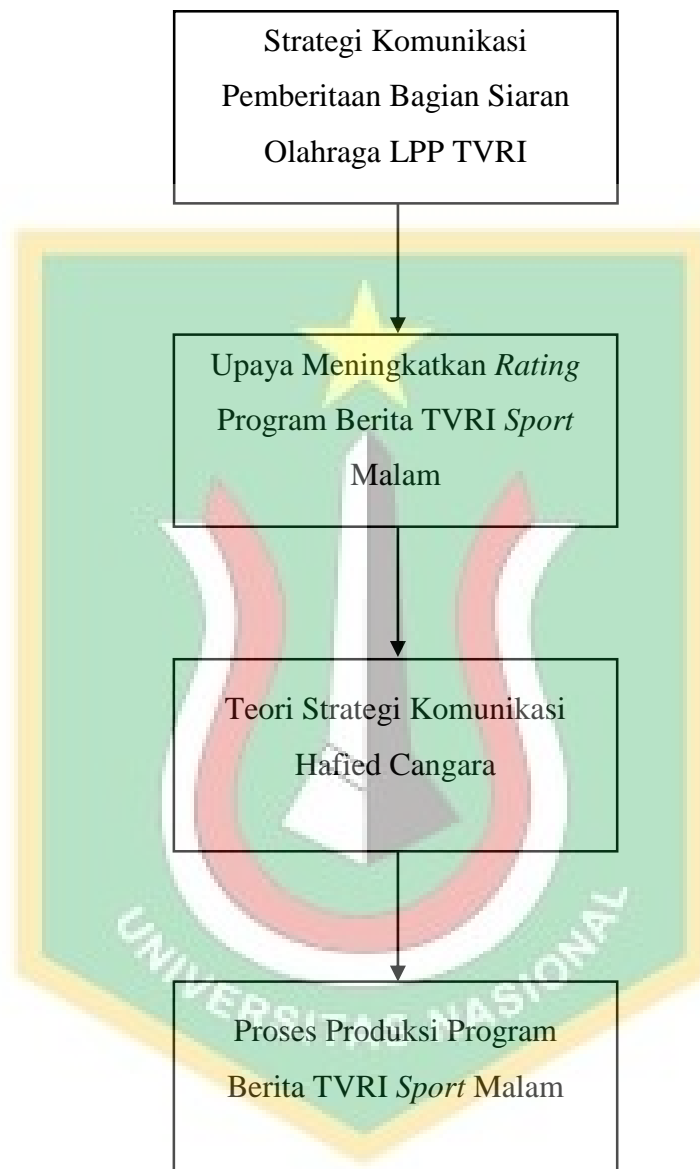 Strategi Komunikasi
Pemberitaan Bagian Siaran
Olahraga LPP TVRI
Upaya Meningkatkan Rating
Program Berita TVRI Sport
Malam
Teori Strategi Komunikasi
Hafied Cangara
UNIVERSITAS NASIONAL
Proses Produksi Program
Berita TVRI Sport Malam